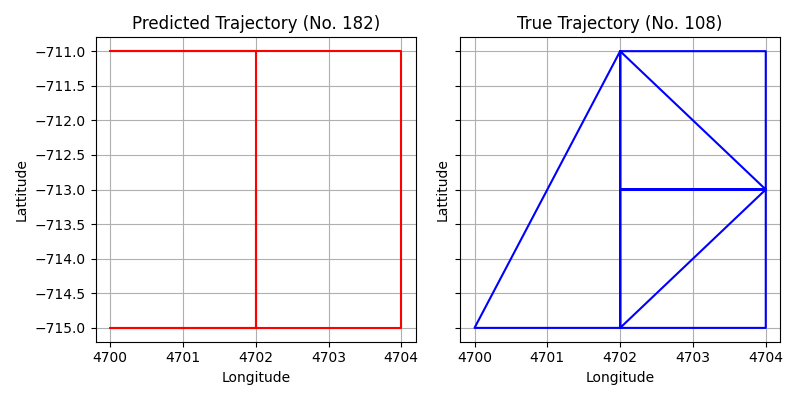 Predicted Trajectory (No. 182)
−711.0
−711.5
−712.0
−712.5
−713.0
−713.5
−714.0
−714.5
−715.0
Lattitude
4700 4701 4702 4703 4704
Longitude
True Trajectory (No. 108)
Lattitude
4700 4701 4702 4703 4704
Longitude